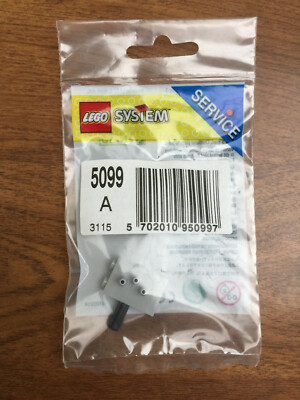 LEGO SYSTEM
SERVICE
5099
A
3115 5 702010 950997